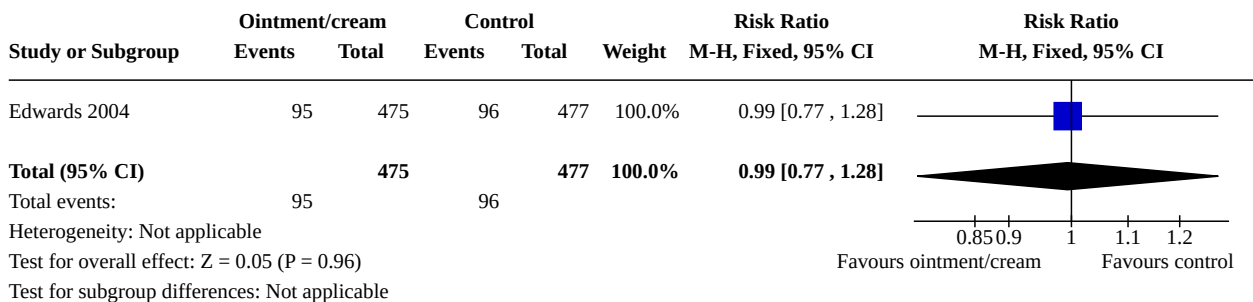 Ointment/cream Control Risk Ratio Risk Ratio
Study or Subgroup Events Total Events Total Weight M-H, Fixed, 95% CI M-H, Fixed, 95% CI
Edwards 2004 95 475 96 477 100.0% 0.99 [0.77 , 1.28]
Total (95% CI) 475 477 100.0% 0.99 [0.77 , 1.28]
Total events: 95 96
Heterogeneity: Not applicable 0.85 0.9 1 1.1 1.2
Test for overall effect: Z = 0.05 (P = 0.96) Favours ointment/cream Favours control
Test for subgroup differences: Not applicable